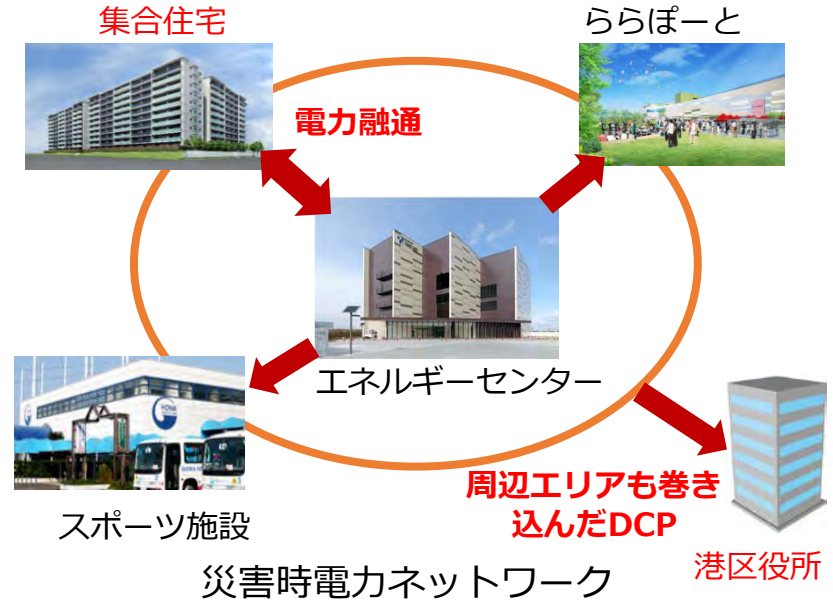 集合住宅
ららぽーと
電力融通
エネルギーセンター
スポーツ施設
周辺エリアも巻き
込んだDCP
港区役所
災害時電力ネットワーク